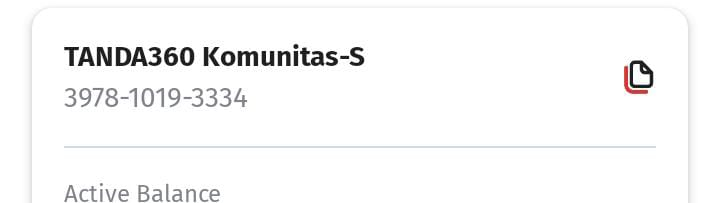 TANDA360 Komunitas-S
3978-1019-3334
Active Balance